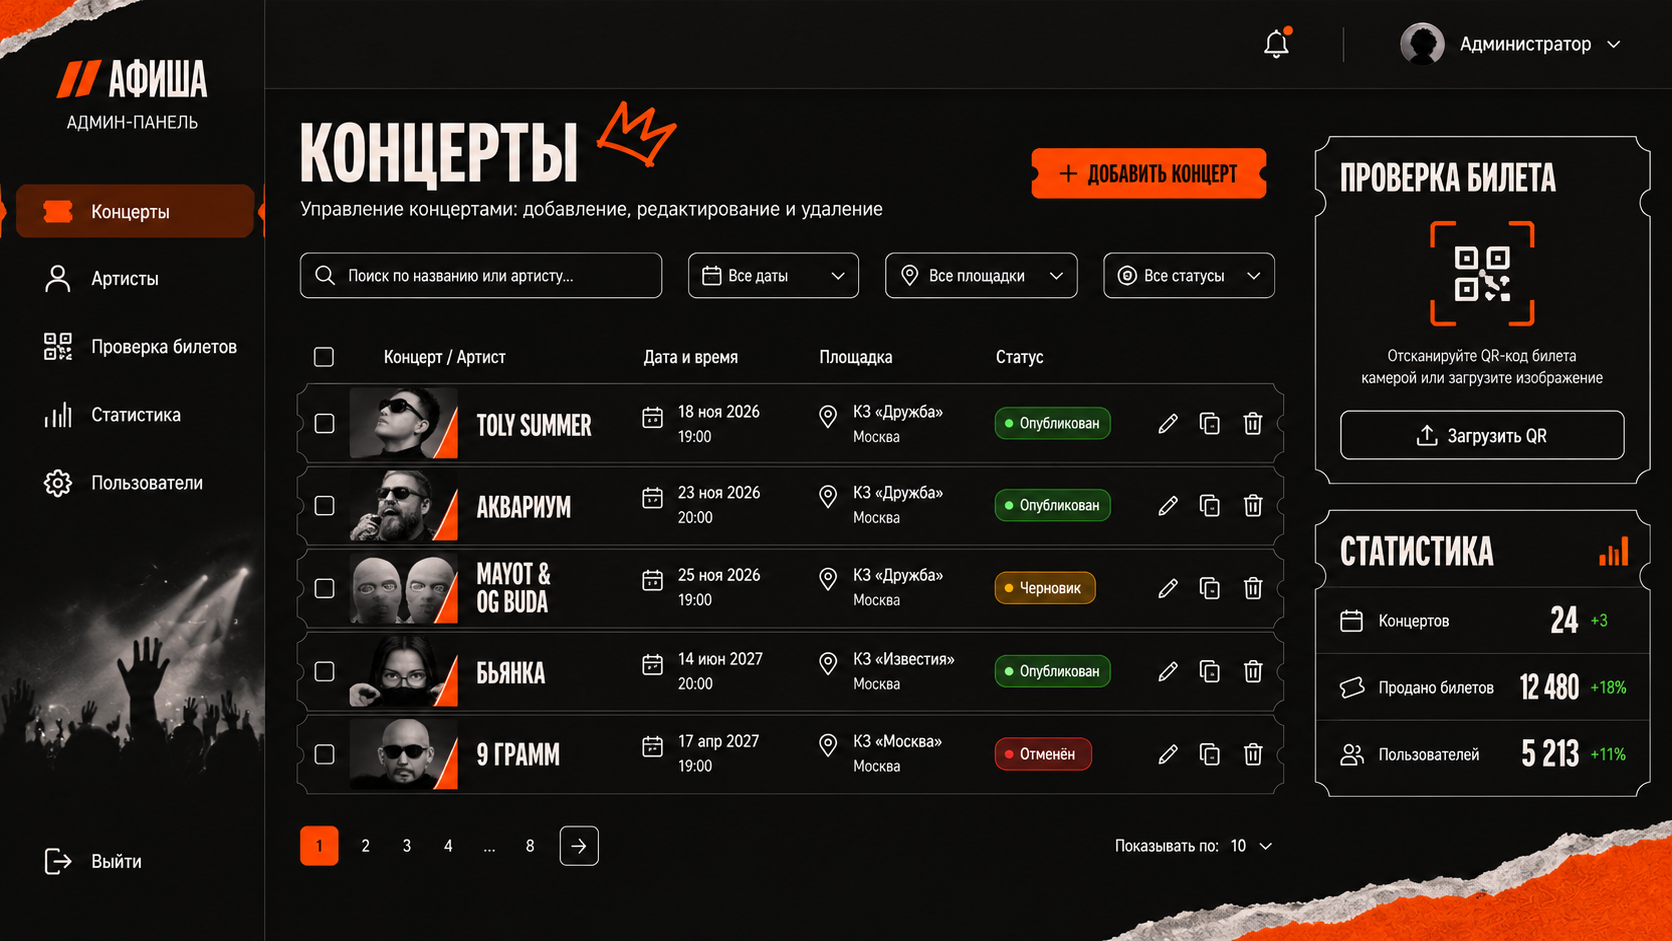 АФИША
АДМИН-ПАНЕЛЬ
Концерты
Артисты
Проверка билетов
Статистика
Пользователи
Выйти
Администратор
КОНЦЕРТЫ
Управление концертами: добавление, редактирование и удаление
+ ДОБАВИТЬ КОНЦЕРТ
Поиск по названию или артисту...
Все даты
Все площадки
Все статусы
Концерт / Артист Дата и время Площадка Статус
TOLY SUMMER
18 ноя 2026
19:00
КЗ «Дружба»
Москва
Опубликован
АКВАРИУМ
23 ноя 2026
20:00
КЗ «Дружба»
Москва
Опубликован
MAYOT &
OG BUDA
25 ноя 2026
19:00
КЗ «Дружба»
Москва
Черновик
БЬЯНКА
14 июн 2027
20:00
КЗ «Известия»
Москва
Опубликован
9 ГРАММ
17 апр 2027
19:00
КЗ «Москва»
Москва
Отменён
1 2 3 4 ... 8
Показывать по: 10
ПРОВЕРКА БИЛЕТА
Отсканируйте QR-код билета
камерой или загрузите изображение
Загрузить QR
СТАТИСТИКА
Концертов 24 +3
Продано билетов 12 480 +18%
Пользователей 5 213 +11%